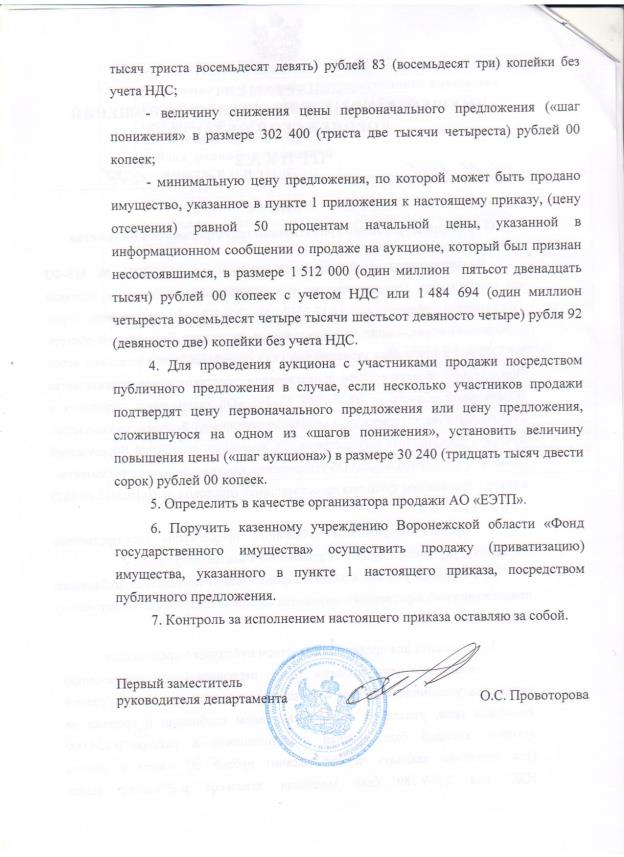 тысяч триста восемьдесят девять) рублей 83 (восемьдесят три) копейки без
учета НДС;
- величину снижения цены первоначального предложения («шаг
понижения» в размере 302 400 (триста две тысячи четыреста) рублей 00
копеек;
- минимальную цену предложения, по которой может быть продано
имущество, указанное в пункте 1 приложения к настоящему приказу, (цену
отсечения) равной 50 процентам начальной цены, указанной в
информационном сообщении о продаже на аукционе, который был признан
несостоявшимся, в размере 1 512 000 (один миллион пятьсот двенадцать
тысяч) рублей 00 копеек с учетом НДС или 1 484 694 (один миллион
четыреста восемьдесят четыре тысячи шестьсот девяносто четыре) рубля 92
(девяносто две) копейки без учета НДС.
4. Для проведения аукциона с участниками продажи посредством
публичного предложения в случае, если несколько участников продажи
подтвердят цену первоначального предложения или цену предложения,
сложившуюся на одном из «шагов понижения», установить величину
повышения цены («шаг аукциона») в размере 30 240 (тридцать тысяч двести
сорок) рублей 00 копеек.
5. Определить в качестве организатора продажи АО «ЕЭТП».
6. Поручить казенному учреждению Воронежской области «Фонд
государственного имущества» осуществить продажу (приватизацию)
имущества, указанного в пункте 1 настоящего приказа, посредством
публичного предложения.
7. Контроль за исполнением настоящего приказа оставляю за собой.
Первый заместитель
руководителя департамента О.С. Провоторова
2